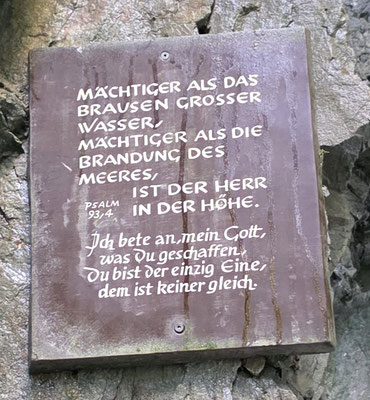 MÄCHTIGER ALS DAS
BRAUSEN GROSSER
WASSER,
MÄCHTIGER ALS DIE
BRANDUNG DES
MEERES,
IST DER HERR
PSALM
93,4
IN DER HÖHE.
Ich bete an, mein Gott,
was Du geschaffen,
Du bist der einzig Eine,
dem ist keiner gleich.